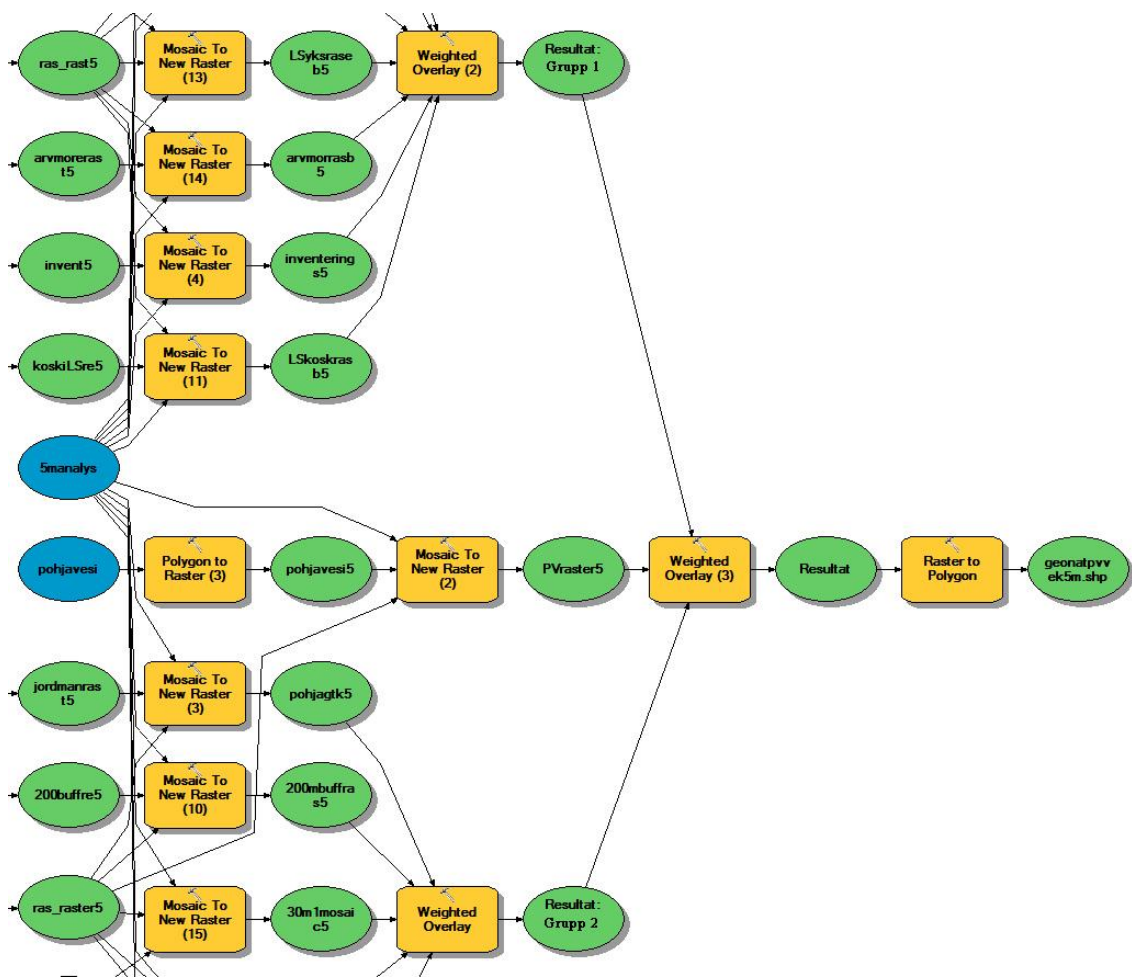 ras_rast5
Mosaic To
New Raster
(13)
LSyksrase
b5
Weighted
Overlay (2)
Resultat:
Grupp 1
arvmoreras
t5
Mosaic To
New Raster
(14)
arvmorrasb
5
invent5
Mosaic To
New Raster
(4)
inventering
s5
koskiLSre5
Mosaic To
New Raster
(11)
LSkoskras
b5
5manalys
pohjavesi
Polygon to
Raster (3)
pohjavesi5
Mosaic To
New Raster
(2)
PVraster5
Weighted
Overlay (3)
Resultat
Raster to
Polygon
geonatpvv
ek5m.shp
jordmanras
t5
Mosaic To
New Raster
(3)
pohjagtk5
200buffre5
Mosaic To
New Raster
(10)
200mbuffra
s5
ras_raster5
Mosaic To
New Raster
(15)
30m1mosai
c5
Weighted
Overlay
Resultat:
Grupp 2